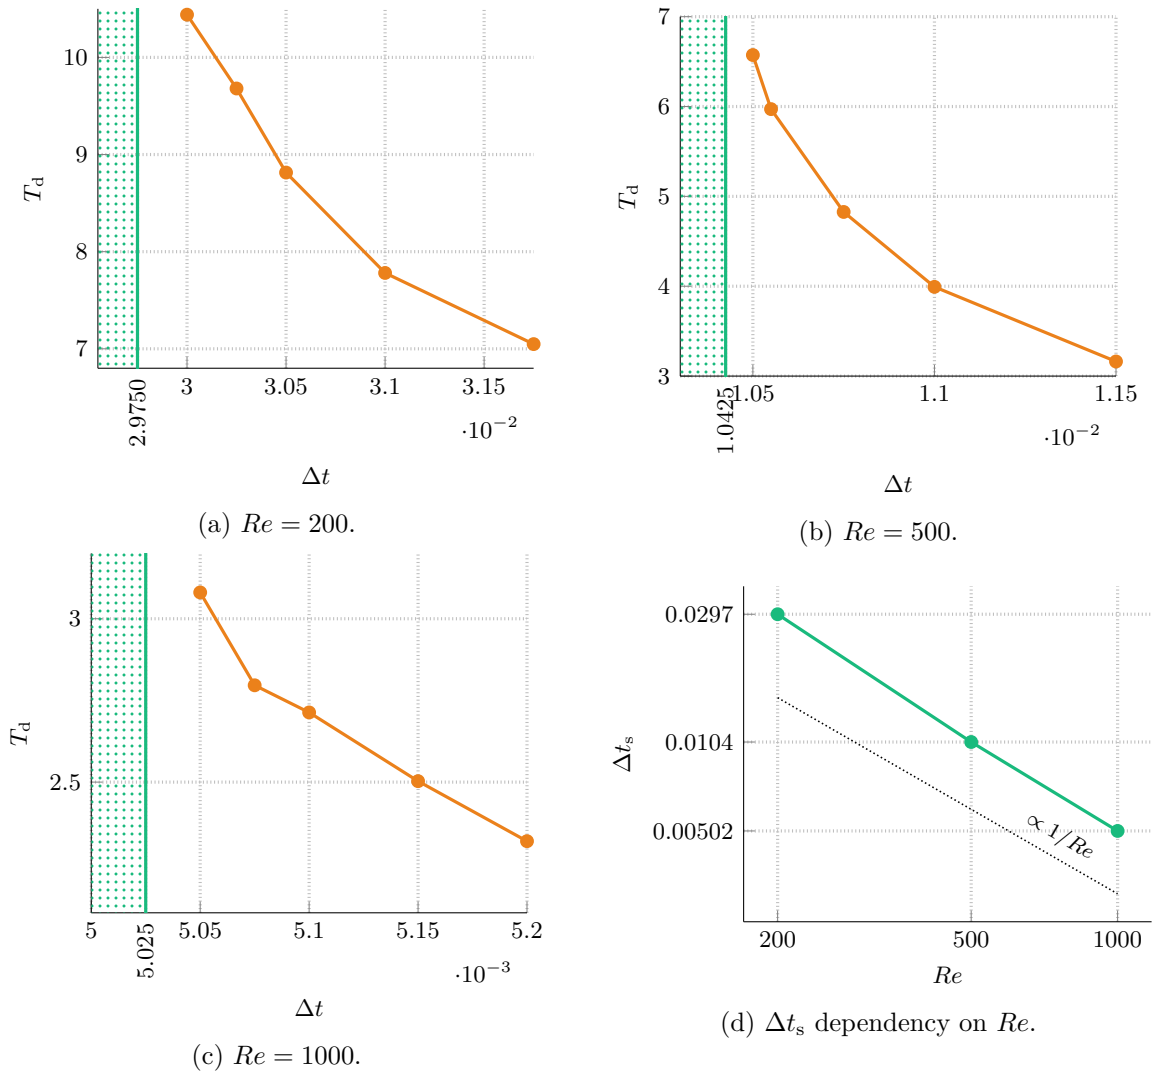 10
9
8
7
T_d
2.9750
3
3.05
3.1
3.15
·10⁻²
Δt
(a) Re = 200.
7
6
5
4
3
T_d
1.0425
1.05
1.1
1.15
·10⁻²
Δt
(b) Re = 500.
3
2.5
T_d
5
5.025
5.05
5.1
5.15
5.2
·10⁻³
Δt
(c) Re = 1000.
0.0297
0.0104
0.00502
Δt_s
∝ 1/Re
200
500
1000
Re
(d) Δt_s dependency on Re.